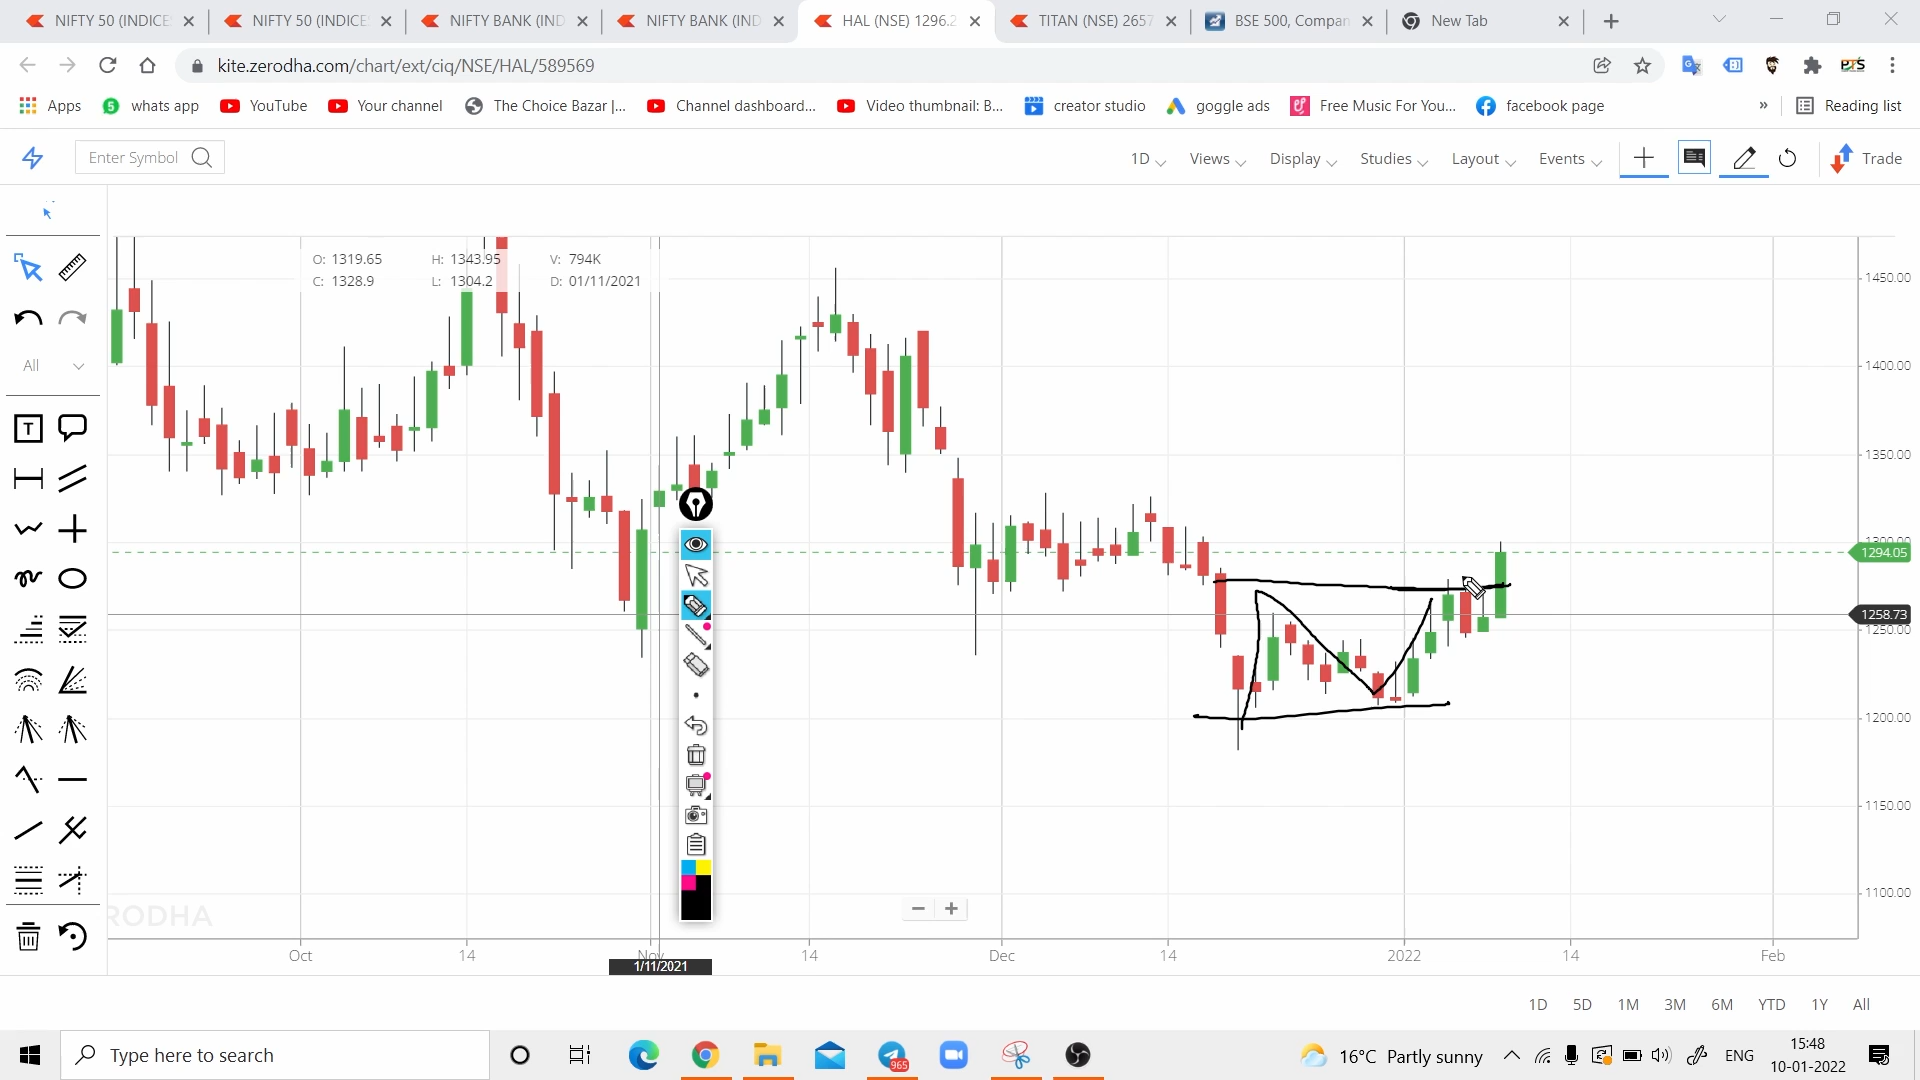 NIFTY 50 (INDICE
NIFTY 50 (INDICE
NIFTY BANK (IND
NIFTY BANK (IND
HAL (NSE) 1296.2
TITAN (NSE) 2657
BSE 500, Compan
New Tab
kite.zerodha.com/chart/ext/ciq/NSE/HAL/589569
Apps
whats app
YouTube
Your channel
The Choice Bazar |...
Channel dashboard...
Video thumbnail: B...
creator studio
goggle ads
Free Music For You...
facebook page
»
Reading list
Enter Symbol
1D
Views
Display
Studies
Layout
Events
Trade
O: 1319.65 H: 1343.95 V: 794K
C: 1328.9 L: 1304.2 D: 01/11/2021
All
T
1450.00
1400.00
1350.00
1300.00
1294.05
1258.73
1250.00
1200.00
1150.00
1100.00
RODHA
Oct 14 Nov 14 Dec 14 2022 14 Feb
1/11/2021
1D 5D 1M 3M 6M YTD 1Y All
Type here to search
965
16°C Partly sunny
ENG
15:48
10-01-2022